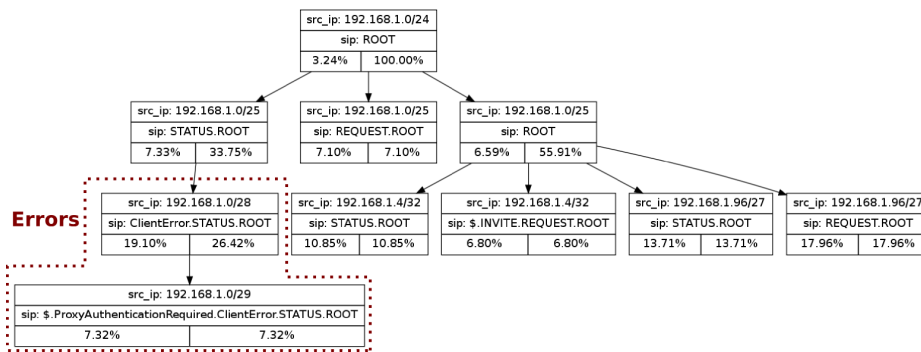 src_ip: 192.168.1.0/24
sip: ROOT
3.24% 100.00%
src_ip: 192.168.1.0/25
sip: STATUS.ROOT
7.33% 33.75%
src_ip: 192.168.1.0/25
sip: REQUEST.ROOT
7.10% 7.10%
src_ip: 192.168.1.0/25
sip: ROOT
6.59% 55.91%
Errors
src_ip: 192.168.1.0/28
sip: ClientError.STATUS.ROOT
19.10% 26.42%
src_ip: 192.168.1.4/32
sip: STATUS.ROOT
10.85% 10.85%
src_ip: 192.168.1.4/32
sip: $.INVITE.REQUEST.ROOT
6.80% 6.80%
src_ip: 192.168.1.96/27
sip: STATUS.ROOT
13.71% 13.71%
src_ip: 192.168.1.96/27
sip: REQUEST.ROOT
17.96% 17.96%
src_ip: 192.168.1.0/29
sip: $.ProxyAuthenticationRequired.ClientError.STATUS.ROOT
7.32% 7.32%